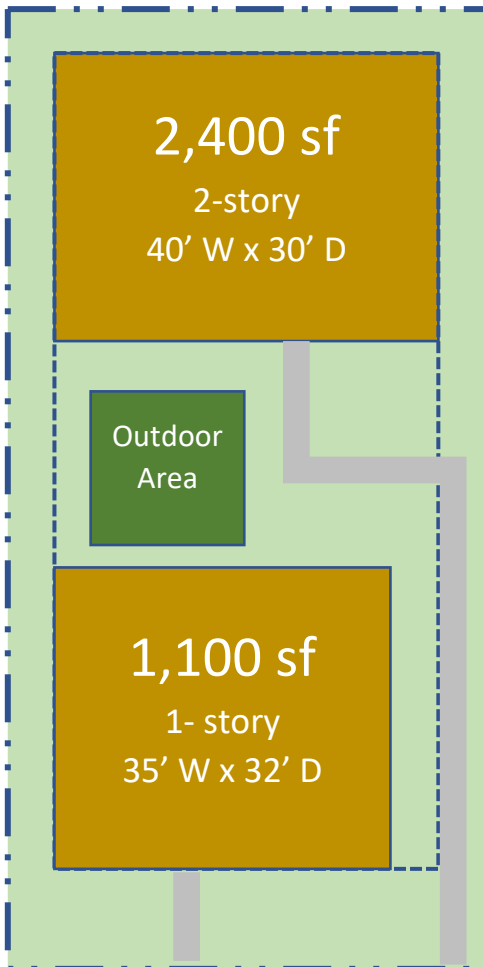 2,400 sf
2-story
40’ W x 30’ D
Outdoor
Area
1,100 sf
1- story
35’ W x 32’ D